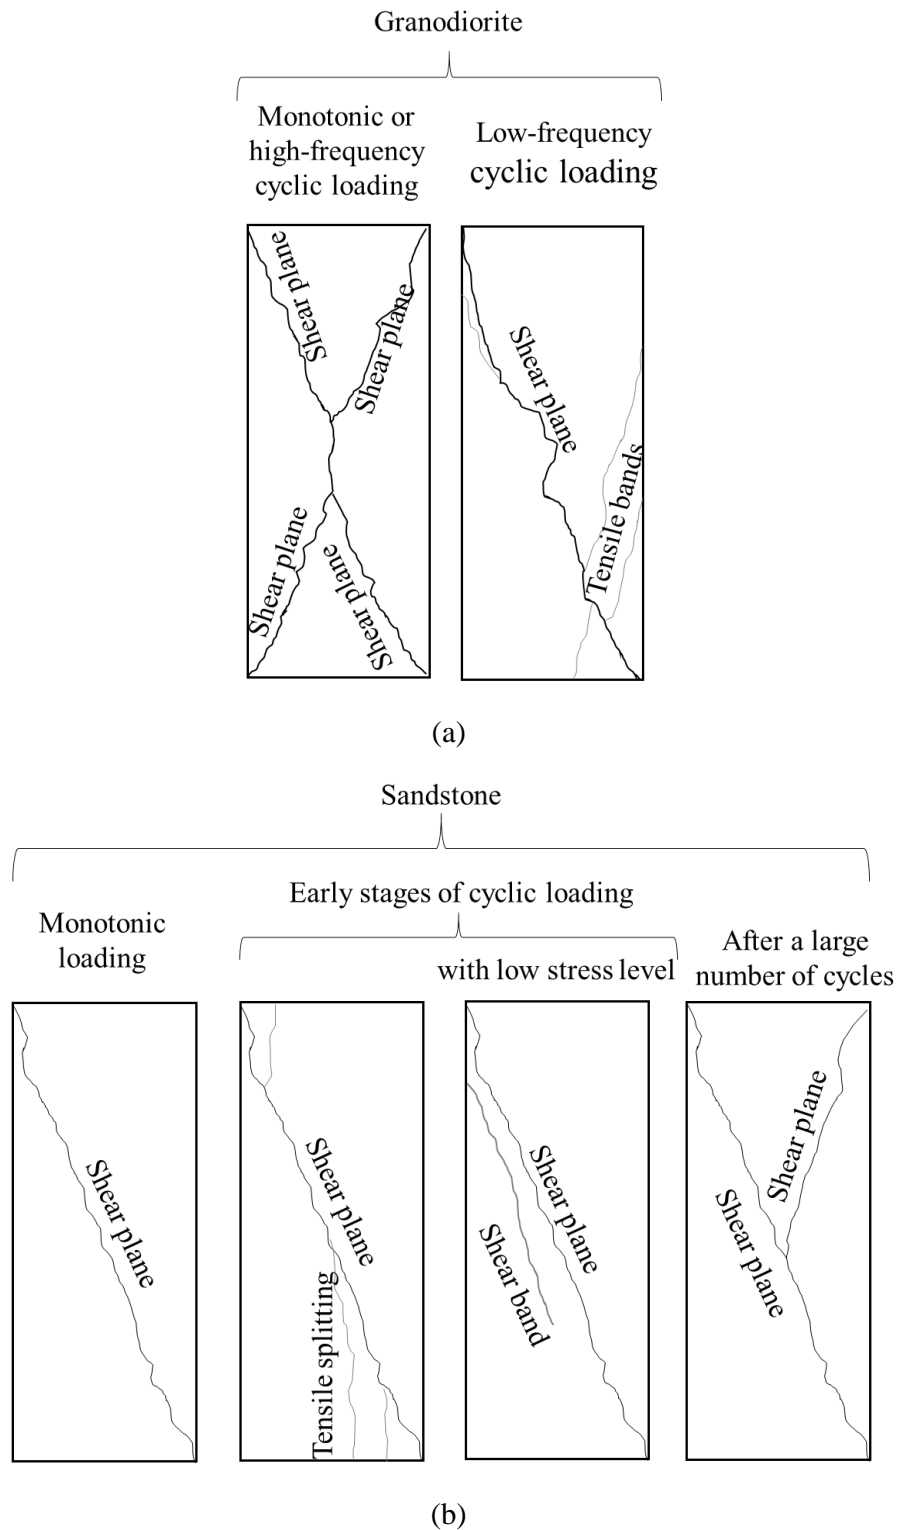 Granodiorite
Monotonic or
high-frequency
cyclic loading
Low-frequency
cyclic loading
Shear plane
Shear plane
Shear plane
Shear plane
Shear plane
Tensile bands
(a)
Sandstone
Monotonic
loading
Early stages of cyclic loading
with low stress level
After a large
number of cycles
Shear plane
Shear plane
Tensile splitting
Shear plane
Shear band
Shear plane
Shear plane
(b)